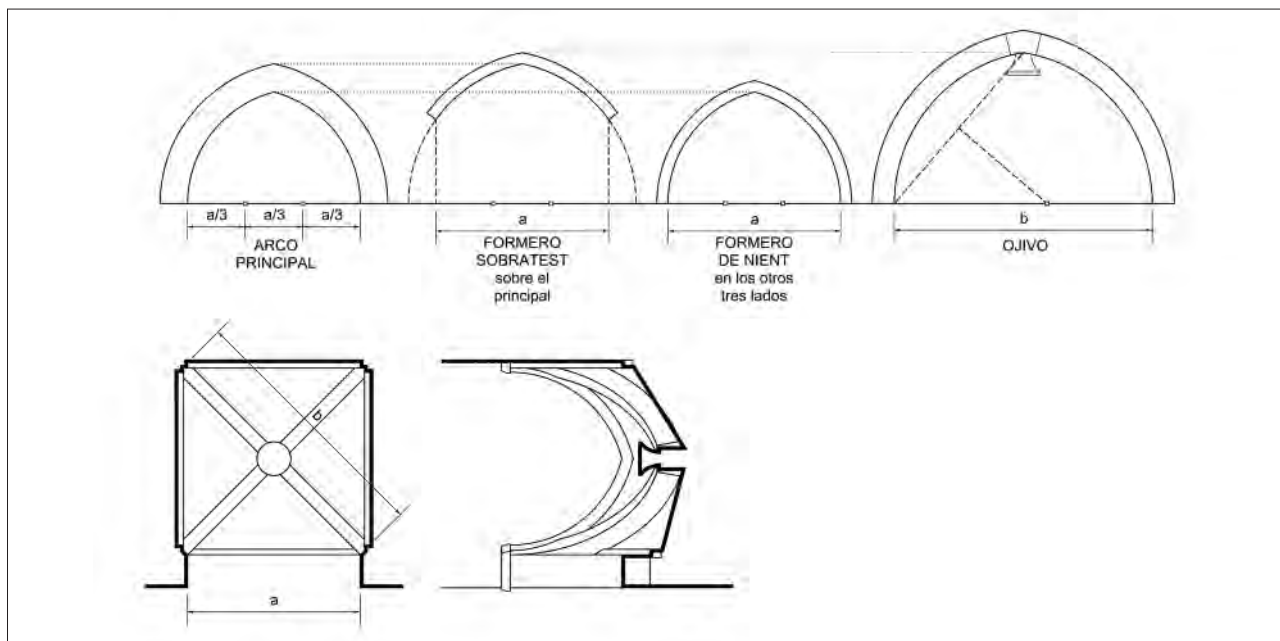 a/3 a/3 a/3
ARCO
PRINCIPAL
a
FORMERO
SOBRATEST
sobre el
principal
a
FORMERO
DE NIENT
en los otros
tres lados
b
OJIVO
b
a